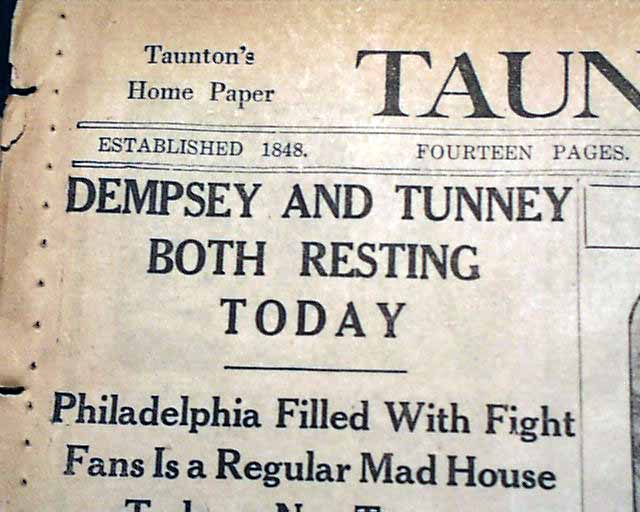 Taunton's
Home Paper
TAUN
ESTABLISHED 1848.
FOURTEEN PAGES.
DEMPSEY AND TUNNEY
BOTH RESTING
TODAY
Philadelphia Filled With Fight
Fans Is a Regular Mad House